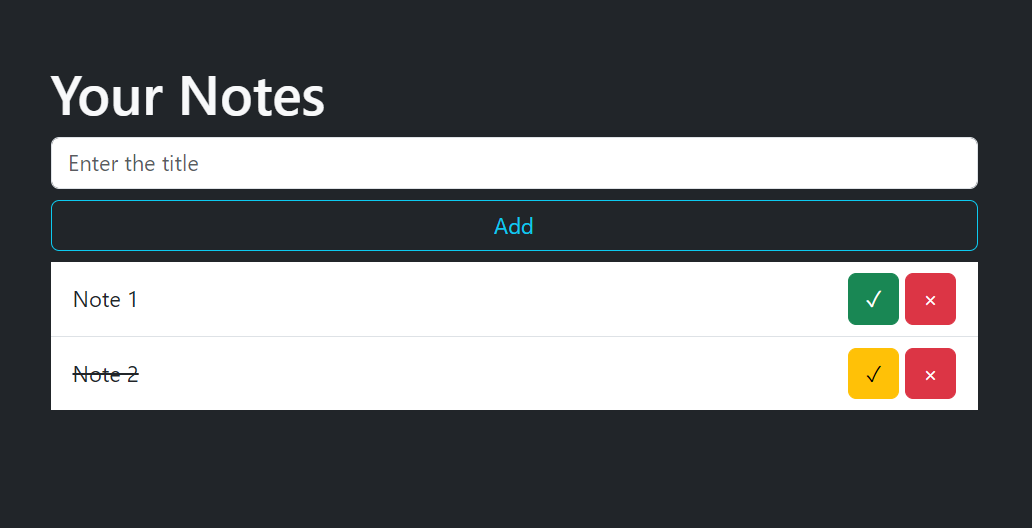 Your Notes
Enter the title
Add
Note 1 ✓ ×
Note 2 ✓ ×